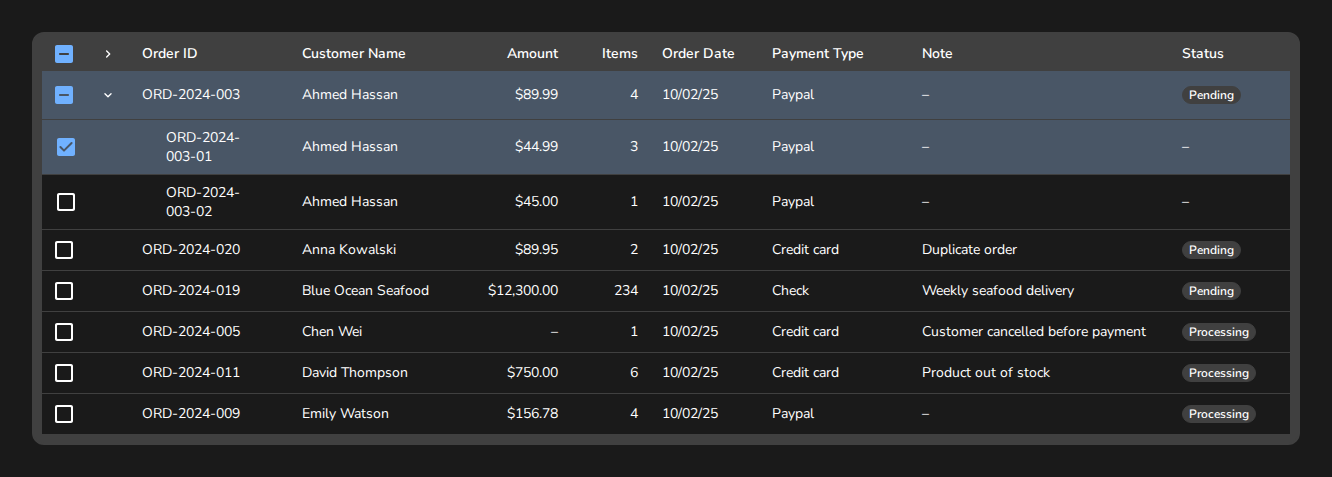 Order ID Customer Name Amount Items Order Date Payment Type Note Status
ORD-2024-003 Ahmed Hassan $89.99 4 10/02/25 Paypal – Pending
ORD-2024-
003-01 Ahmed Hassan $44.99 3 10/02/25 Paypal – –
ORD-2024-
003-02 Ahmed Hassan $45.00 1 10/02/25 Paypal – –
ORD-2024-020 Anna Kowalski $89.95 2 10/02/25 Credit card Duplicate order Pending
ORD-2024-019 Blue Ocean Seafood $12,300.00 234 10/02/25 Check Weekly seafood delivery Pending
ORD-2024-005 Chen Wei – 1 10/02/25 Credit card Customer cancelled before payment Processing
ORD-2024-011 David Thompson $750.00 6 10/02/25 Credit card Product out of stock Processing
ORD-2024-009 Emily Watson $156.78 4 10/02/25 Paypal – Processing